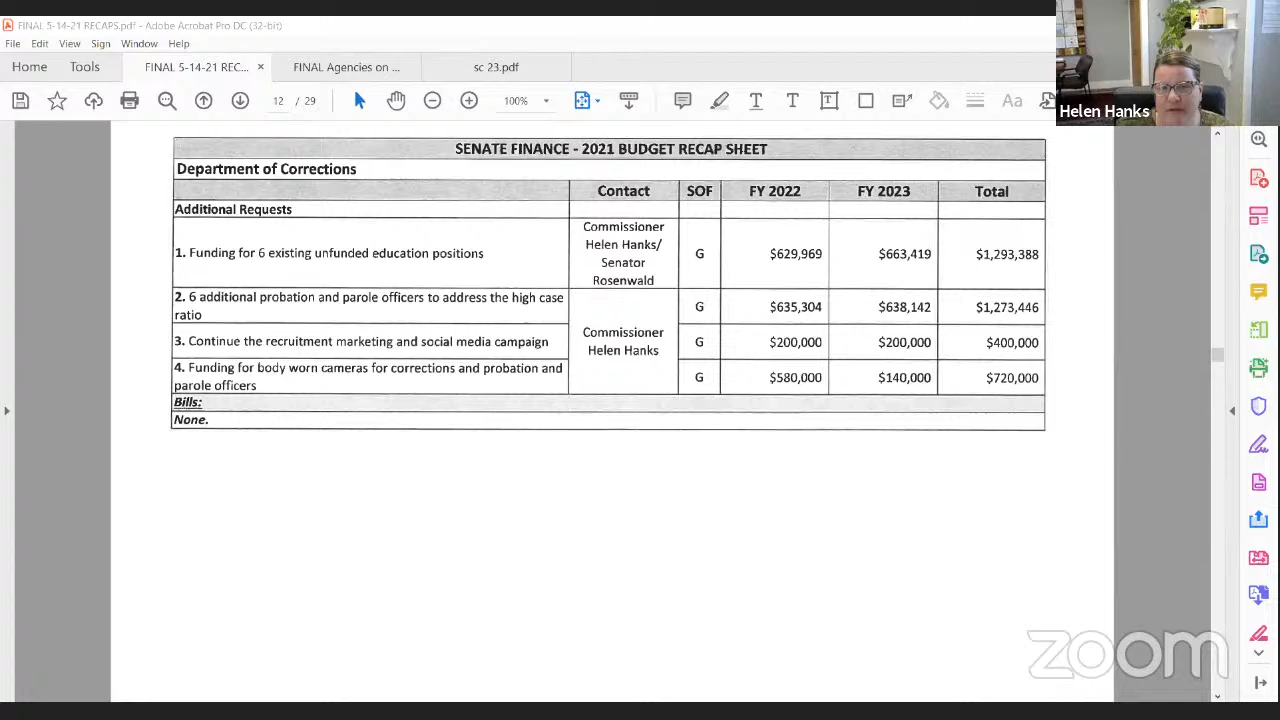 FINAL 5-14-21 RECAPS.pdf - Adobe Acrobat Pro DC (32-bit)
File Edit View Sign Window Help
Home Tools FINAL 5-14-21 REC... × FINAL Agencies on ... sc 23.pdf
/ 29 100% Aa
Helen Hanks
SENATE FINANCE - 2021 BUDGET RECAP SHEET
Department of Corrections
Contact SOF FY 2022 FY 2023 Total
Additional Requests
1. Funding for 6 existing unfunded education positions
Commissioner
Helen Hanks/
Senator
Rosenwald
G $629,969 $663,419 $1,293,388
2. 6 additional probation and parole officers to address the high case
ratio
G $635,304 $638,142 $1,273,446
Commissioner
Helen Hanks
3. Continue the recruitment marketing and social media campaign
G $200,000 $200,000 $400,000
4. Funding for body worn cameras for corrections and probation and
parole officers
G $580,000 $140,000 $720,000
Bills:
None.
zoom